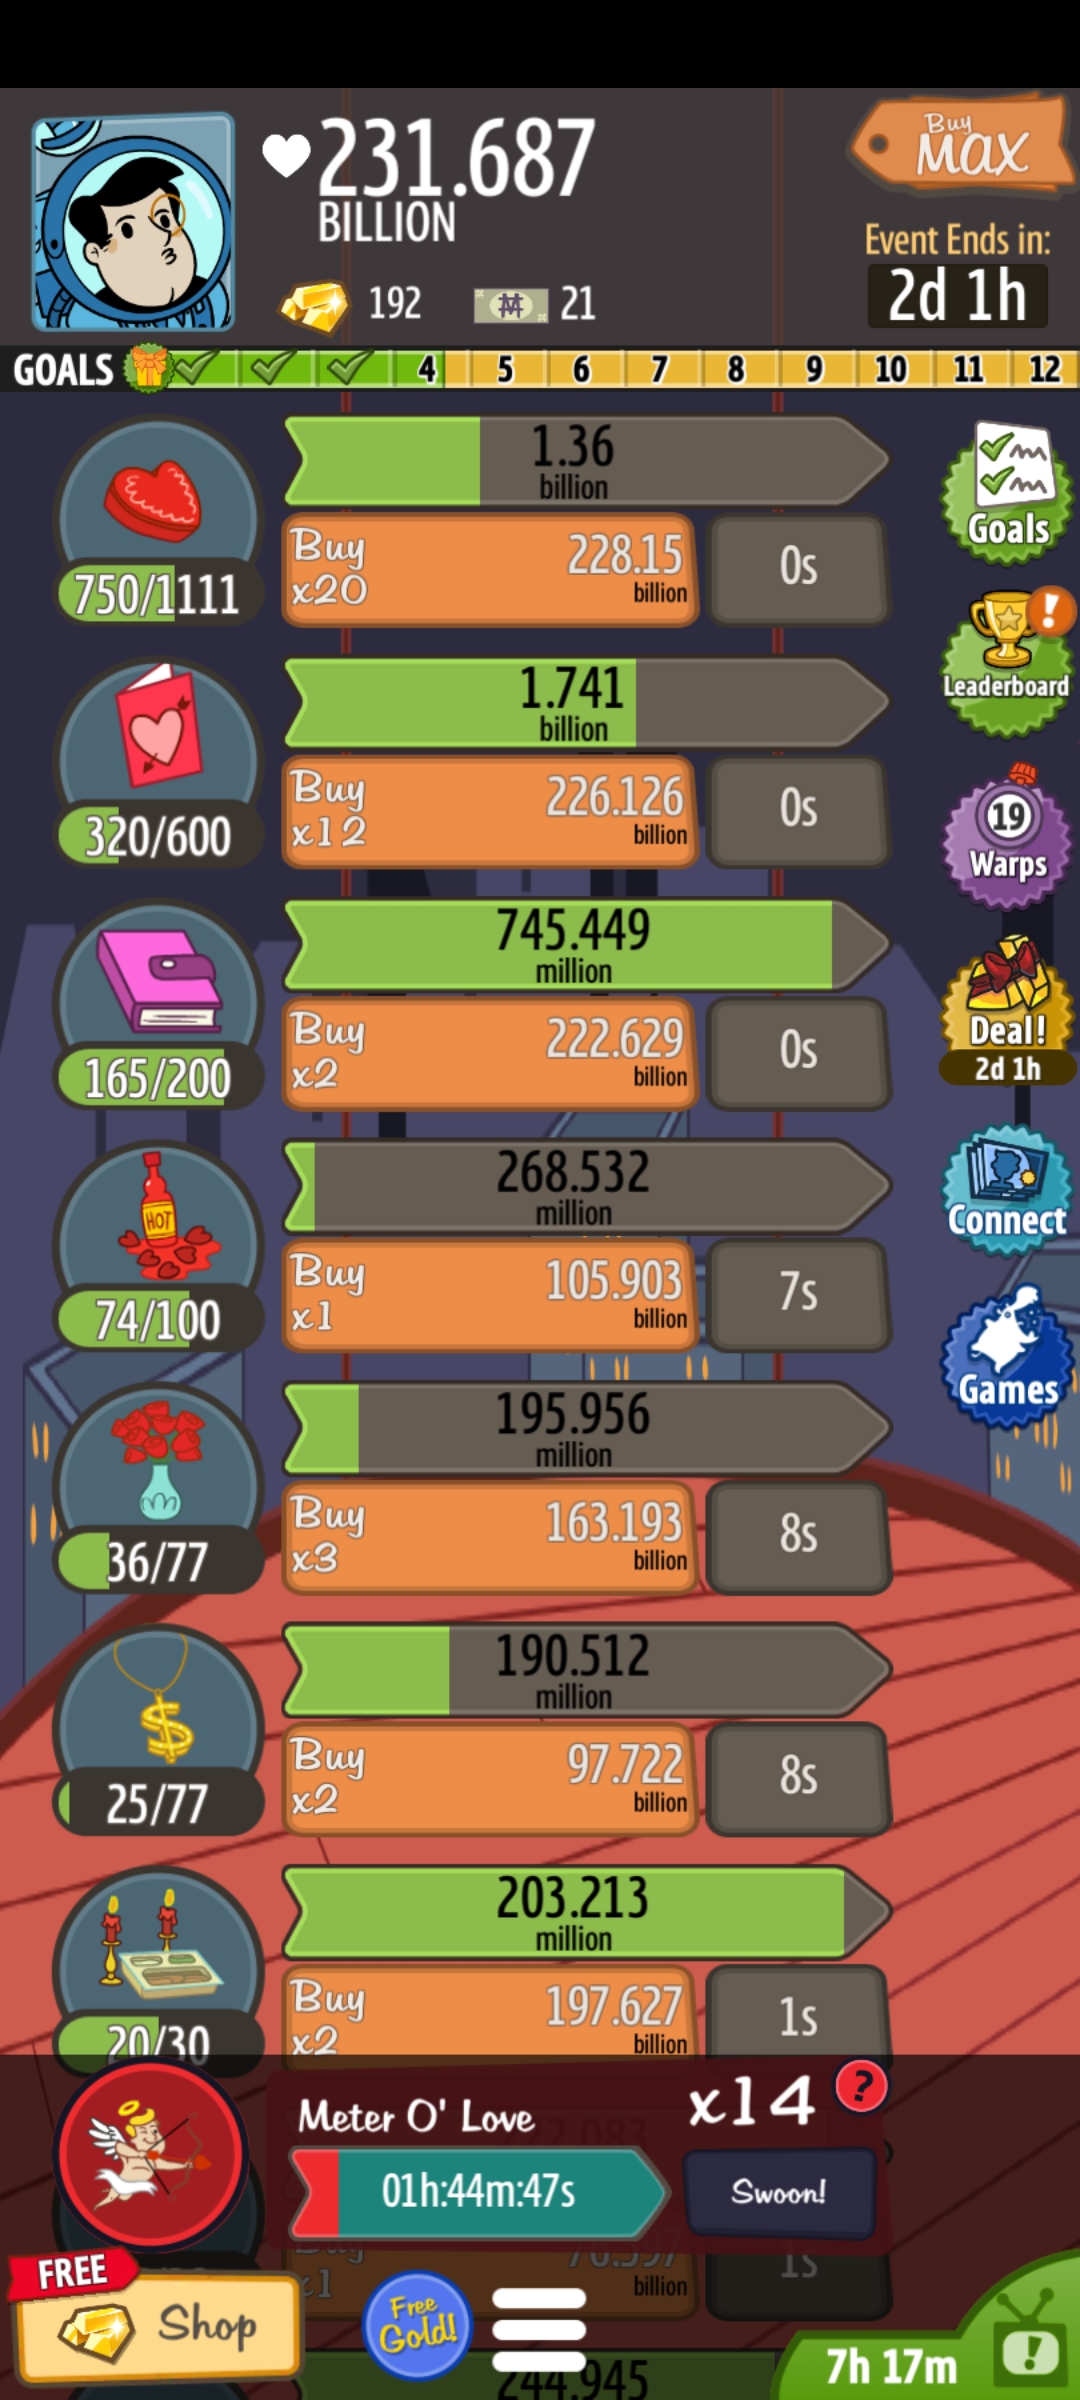 231.687
BILLION
192
21
Buy
MAX
Event Ends in:
2d 1h
GOALS 4 5 6 7 8 9 10 11 12
1.36
billion
Buy
x20
228.15
billion
0s
750/1111
Goals
1.741
billion
Buy
x12
226.126
billion
0s
320/600
!
Leaderboard
745.449
million
Buy
x2
222.629
billion
0s
165/200
19
Warps
Deal!
2d 1h
HOT
268.532
million
Buy
x1
105.903
billion
7s
74/100
Connect
195.956
million
Buy
x3
163.193
billion
8s
36/77
Games
$
190.512
million
Buy
x2
97.722
billion
8s
25/77
203.213
million
Buy
x2
197.627
billion
1s
20/30
Meter O' Love
x14
?
01h:44m:47s
Swoon!
Buy
x1
billion
1s
FREE
Shop
Free
Gold!
244.945
7h 17m
!